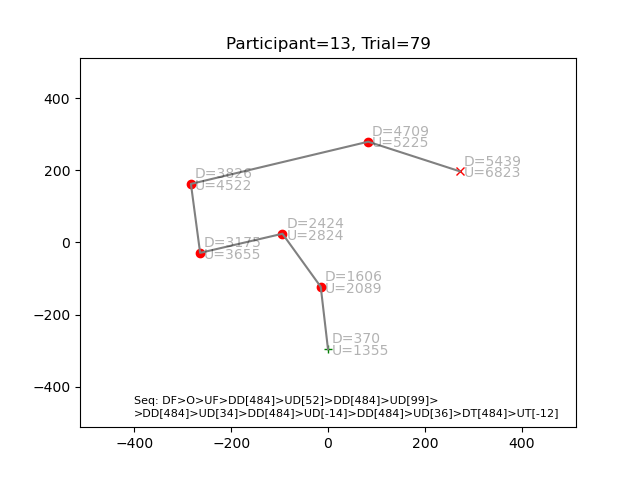 Participant=13, Trial=79
400
200
0
−200
−400
D=4709
U=5225
D=5439
U=6823
D=3826
U=4522
D=2424
U=2824
D=3175
U=3655
D=1606
U=2089
D=370
U=1355
Seq: DF>O>UF>DD[484]>UD[52]>DD[484]>UD[99]>
>DD[484]>UD[34]>DD[484]>UD[-14]>DD[484]>UD[36]>DT[484]>UT[-12]
−400 −200 0 200 400